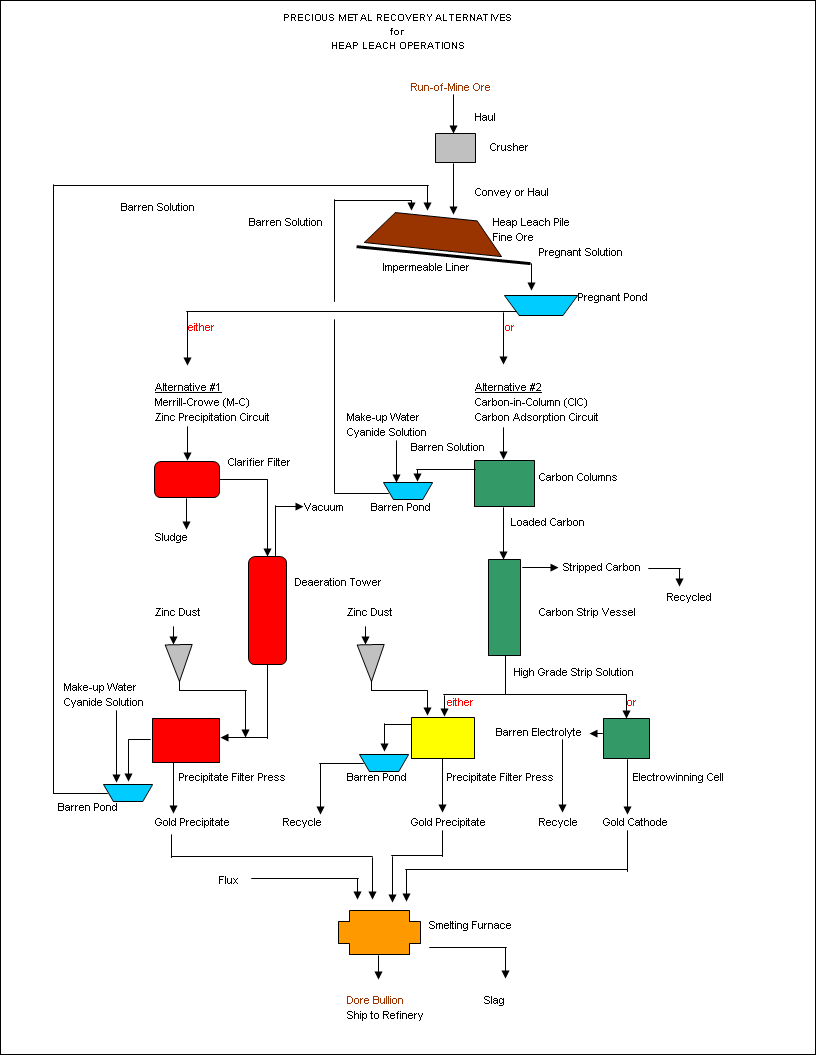 PRECIOUS METAL RECOVERY ALTERNATIVES
for
HEAP LEACH OPERATIONS
Run-of-Mine Ore
Haul
Crusher
Convey or Haul
Barren Solution
Barren Solution
Heap Leach Pile
Fine Ore
Pregnant Solution
Impermeable Liner
Pregnant Pond
either
or
Alternative #1
Merrill-Crowe (M-C)
Zinc Precipitation Circuit
Alternative #2
Carbon-in-Column (CIC)
Carbon Adsorption Circuit
Make-up Water
Cyanide Solution
Barren Solution
Clarifier Filter
Carbon Columns
Vacuum
Barren Pond
Loaded Carbon
Sludge
Deaeration Tower
Stripped Carbon
Recycled
Zinc Dust
Zinc Dust
Carbon Strip Vessel
High Grade Strip Solution
Make-up Water
Cyanide Solution
either
or
Barren Electrolyte
Precipitate Filter Press
Barren Pond
Precipitate Filter Press
Electrowinning Cell
Barren Pond
Gold Precipitate
Recycle
Gold Precipitate
Recycle
Gold Cathode
Flux
Smelting Furnace
Dore Bullion
Ship to Refinery
Slag